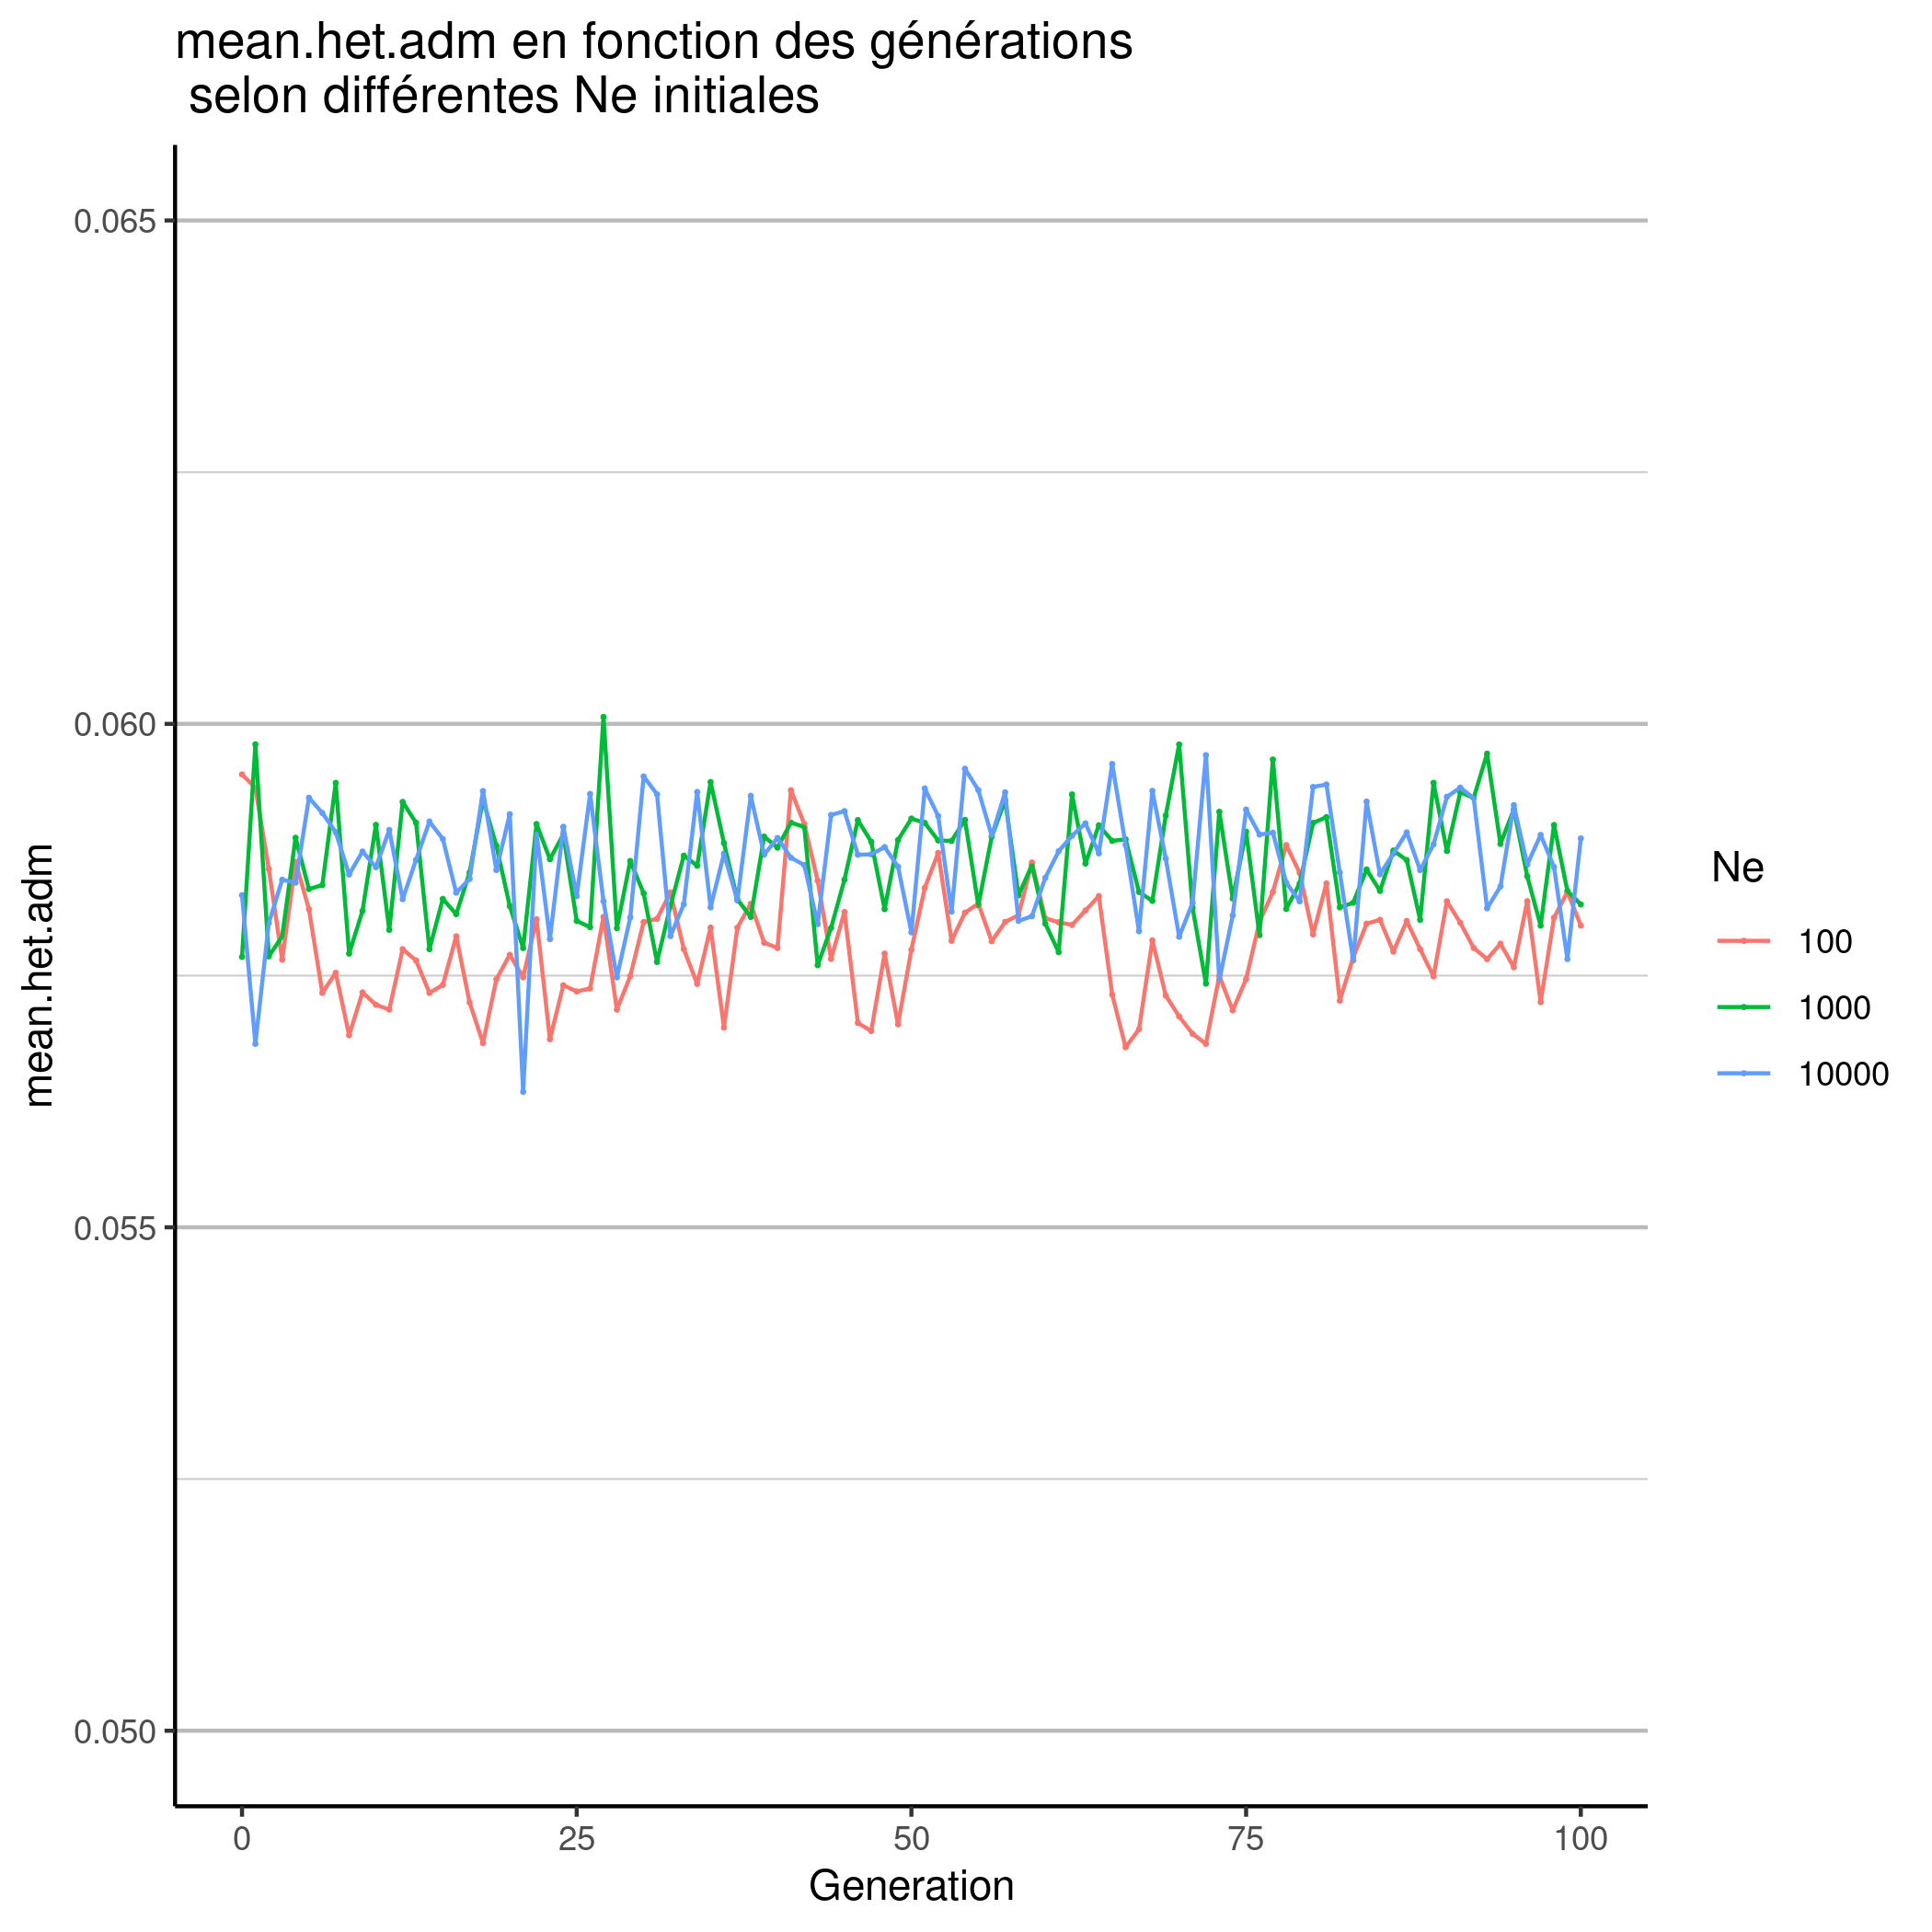 mean.het.adm en fonction des générations
selon différentes Ne initiales
mean.het.adm
0.065
0.060
0.055
0.050
0
25
50
75
100
Generation
Ne
100
1000
10000